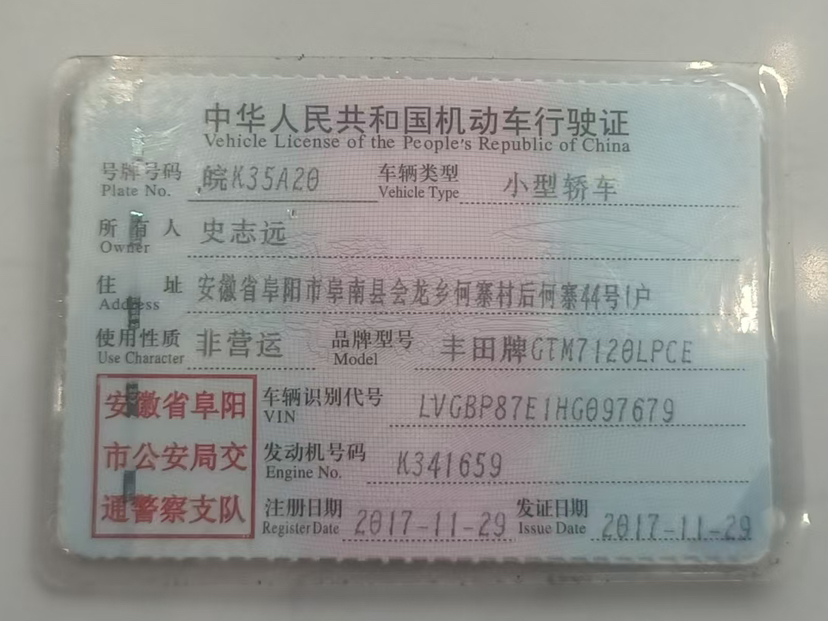 中华人民共和国机动车行驶证
Vehicle License of the People's Republic of China
号牌号码 皖K35A20 车辆类型 小型轿车
Plate No. Vehicle Type
所有人 史志远
Owner
住址 安徽省阜阳市阜南县会龙乡何寨村后何寨44号1户
Address
使用性质 非营运 品牌型号 丰田牌GTM7120LPCE
Use Character Model
安徽省阜阳 车辆识别代号 LVGBP87E1HG097679
VIN
市公安局交 发动机号码 K341659
Engine No.
通警察支队 注册日期 2017-11-29 发证日期 2017-11-29
Register Date Issue Date